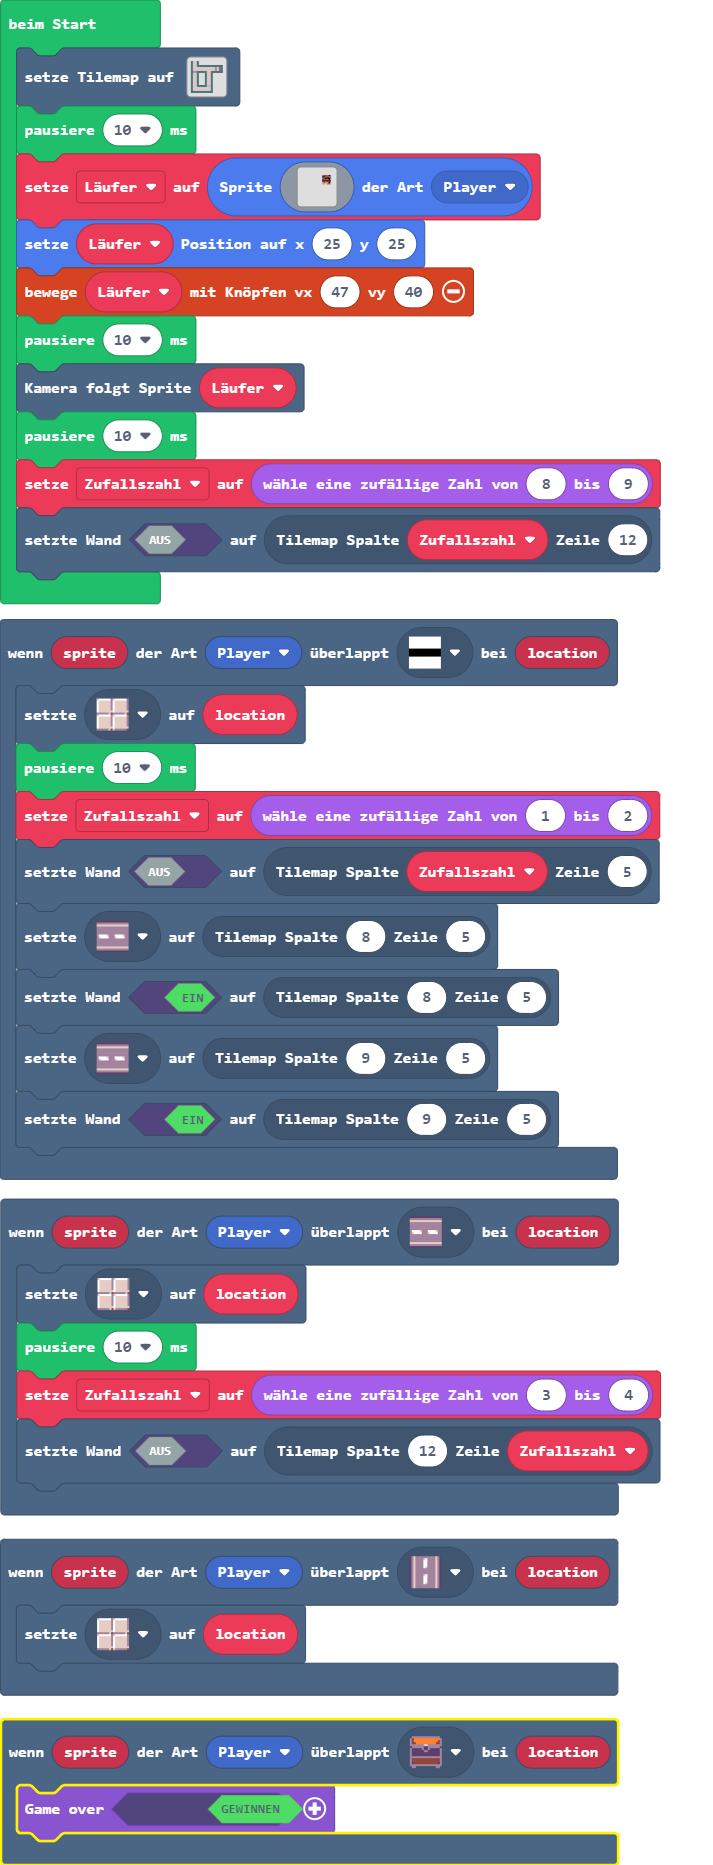 beim Start
setze Tilemap auf
pausiere 10 ms
setze Läufer auf Sprite der Art Player
setze Läufer Position auf x 25 y 25
bewege Läufer mit Knöpfen vx 47 vy 40
pausiere 10 ms
Kamera folgt Sprite Läufer
pausiere 10 ms
setze Zufallszahl auf wähle eine zufällige Zahl von 8 bis 9
setzte Wand AUS auf Tilemap Spalte Zufallszahl Zeile 12
wenn sprite der Art Player überlappt bei location
setzte auf location
pausiere 10 ms
setze Zufallszahl auf wähle eine zufällige Zahl von 1 bis 2
setzte Wand AUS auf Tilemap Spalte Zufallszahl Zeile 5
setzte auf Tilemap Spalte 8 Zeile 5
setzte Wand EIN auf Tilemap Spalte 8 Zeile 5
setzte auf Tilemap Spalte 9 Zeile 5
setzte Wand EIN auf Tilemap Spalte 9 Zeile 5
wenn sprite der Art Player überlappt bei location
setzte auf location
pausiere 10 ms
setze Zufallszahl auf wähle eine zufällige Zahl von 3 bis 4
setzte Wand AUS auf Tilemap Spalte 12 Zeile Zufallszahl
wenn sprite der Art Player überlappt bei location
setzte auf location
wenn sprite der Art Player überlappt bei location
Game over GEWINNEN